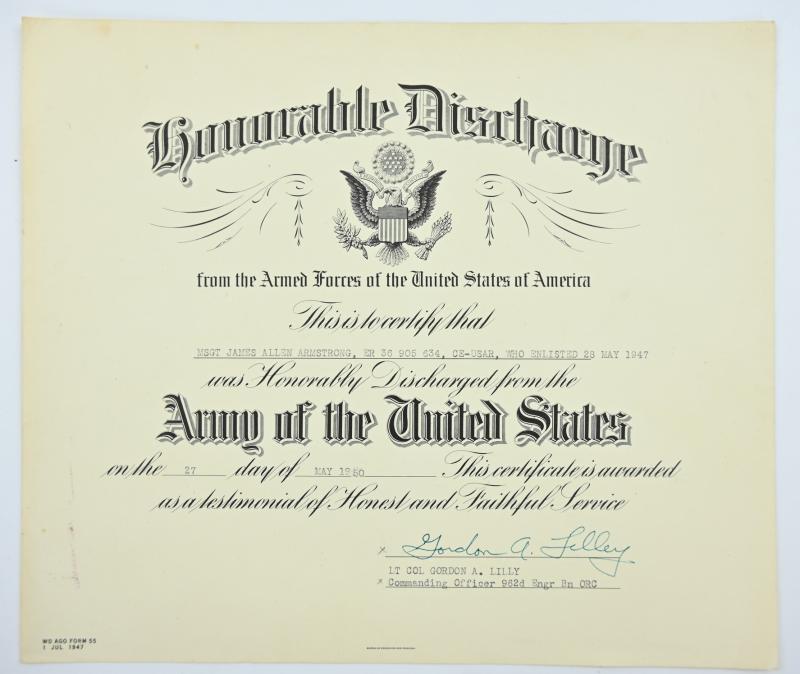 Honorable Discharge
from the Armed Forces of the United States of America
This is to certify that
MSGT JAMES ALLEN ARMSTRONG, ER 36 905 634, CE-USAR, WHO ENLISTED 28 MAY 1947
was Honorably Discharged from the
Army of the United States
on the 27 day of MAY 1950 This certificate is awarded
as a testimonial of Honest and Faithful Service
x Gordon A. Lilley
LT COL GORDON A. LILLY
x Commanding Officer 962d Engr Bn ORC
WD AGO FORM 55
1 JUL 1947